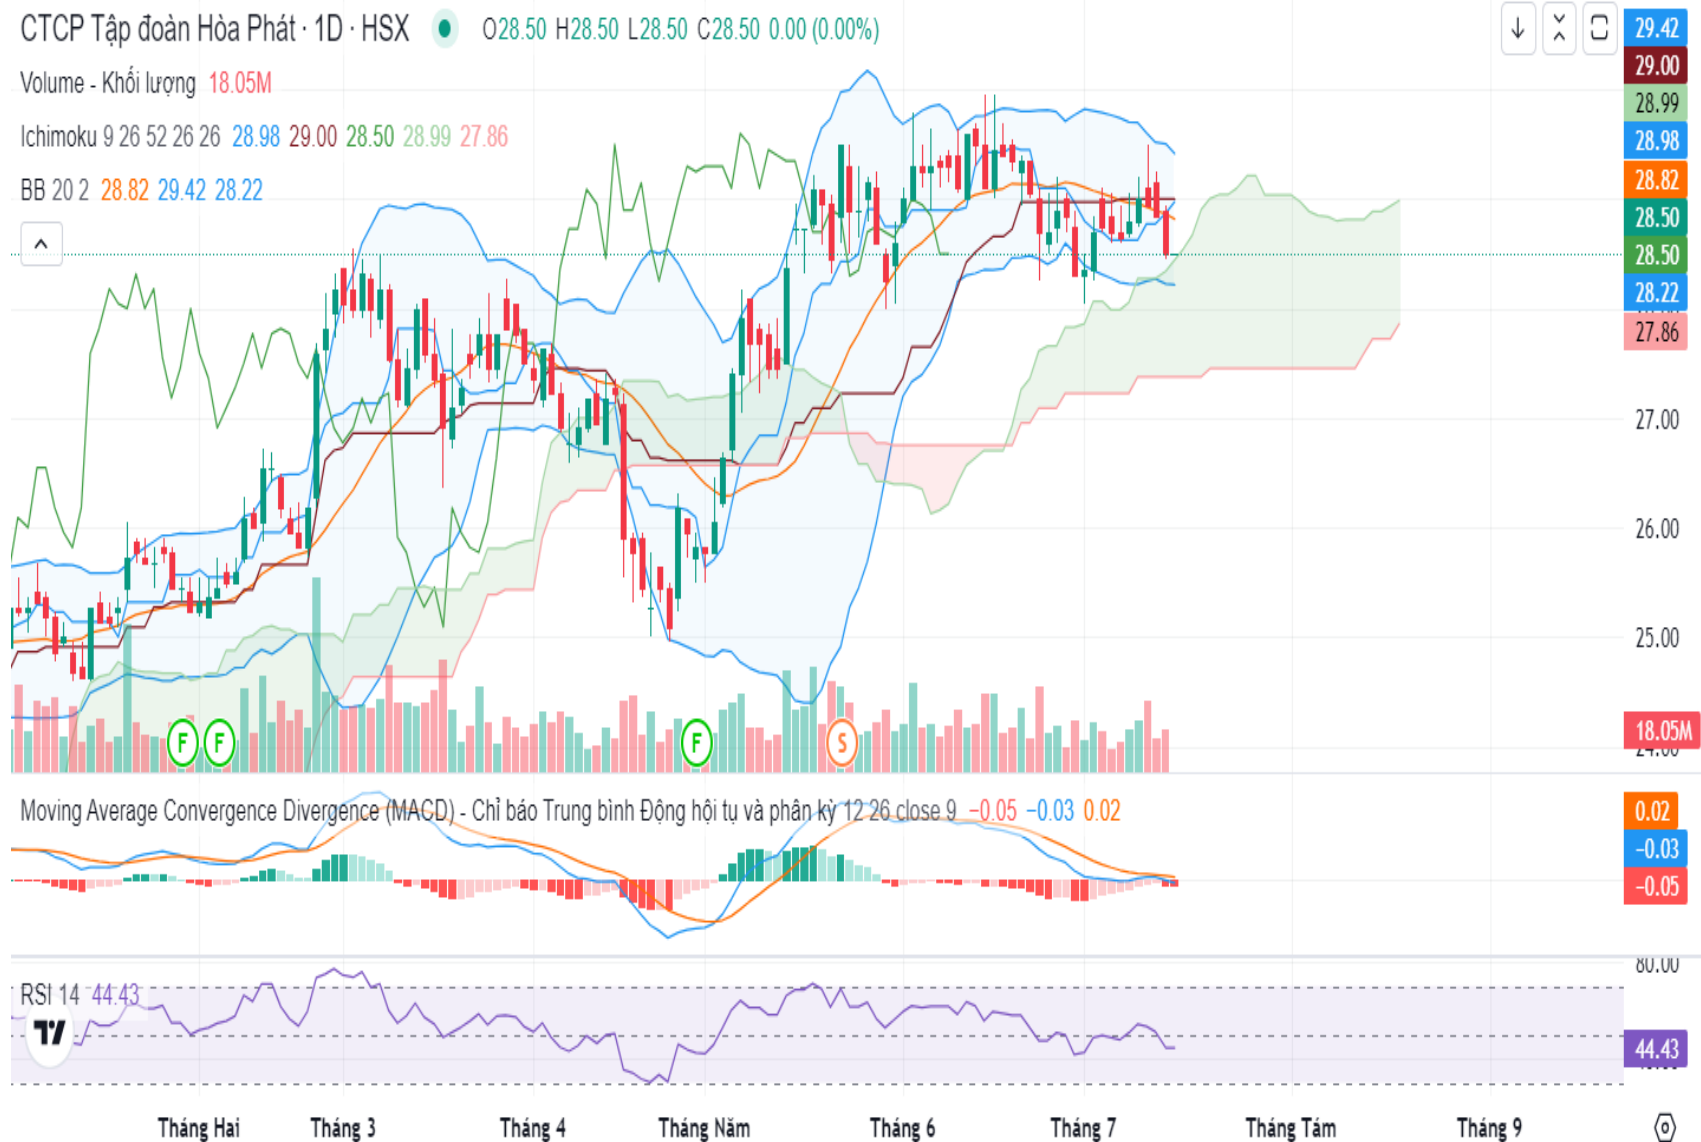 CTCP Tập đoàn Hòa Phát · 1D · HSX O28.50 H28.50 L28.50 C28.50 0.00 (0.00%)
Volume - Khối lượng 18.05M
Ichimoku 9 26 52 26 26 28.98 29.00 28.50 28.99 27.86
BB 20 2 28.82 29.42 28.22
29.42
29.00
28.99
28.98
28.82
28.50
28.50
28.22
27.86
27.00
26.00
25.00
18.05M
24.00
F F F S
Moving Average Convergence Divergence (MACD) - Chỉ báo Trung bình Động hội tụ và phân kỳ 12 26 close 9 −0.05 −0.03 0.02
0.02
−0.03
−0.05
80.00
RSI 14 44.43
44.43
Tháng Hai Tháng 3 Tháng 4 Tháng Năm Tháng 6 Tháng 7 Tháng Tám Tháng 9